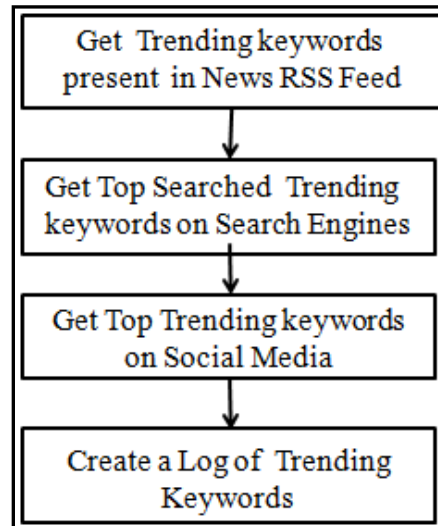 Get Trending keywords
present in News RSS Feed
Get Top Searched Trending
keywords on Search Engines
Get Top Trending keywords
on Social Media
Create a Log of Trending
Keywords